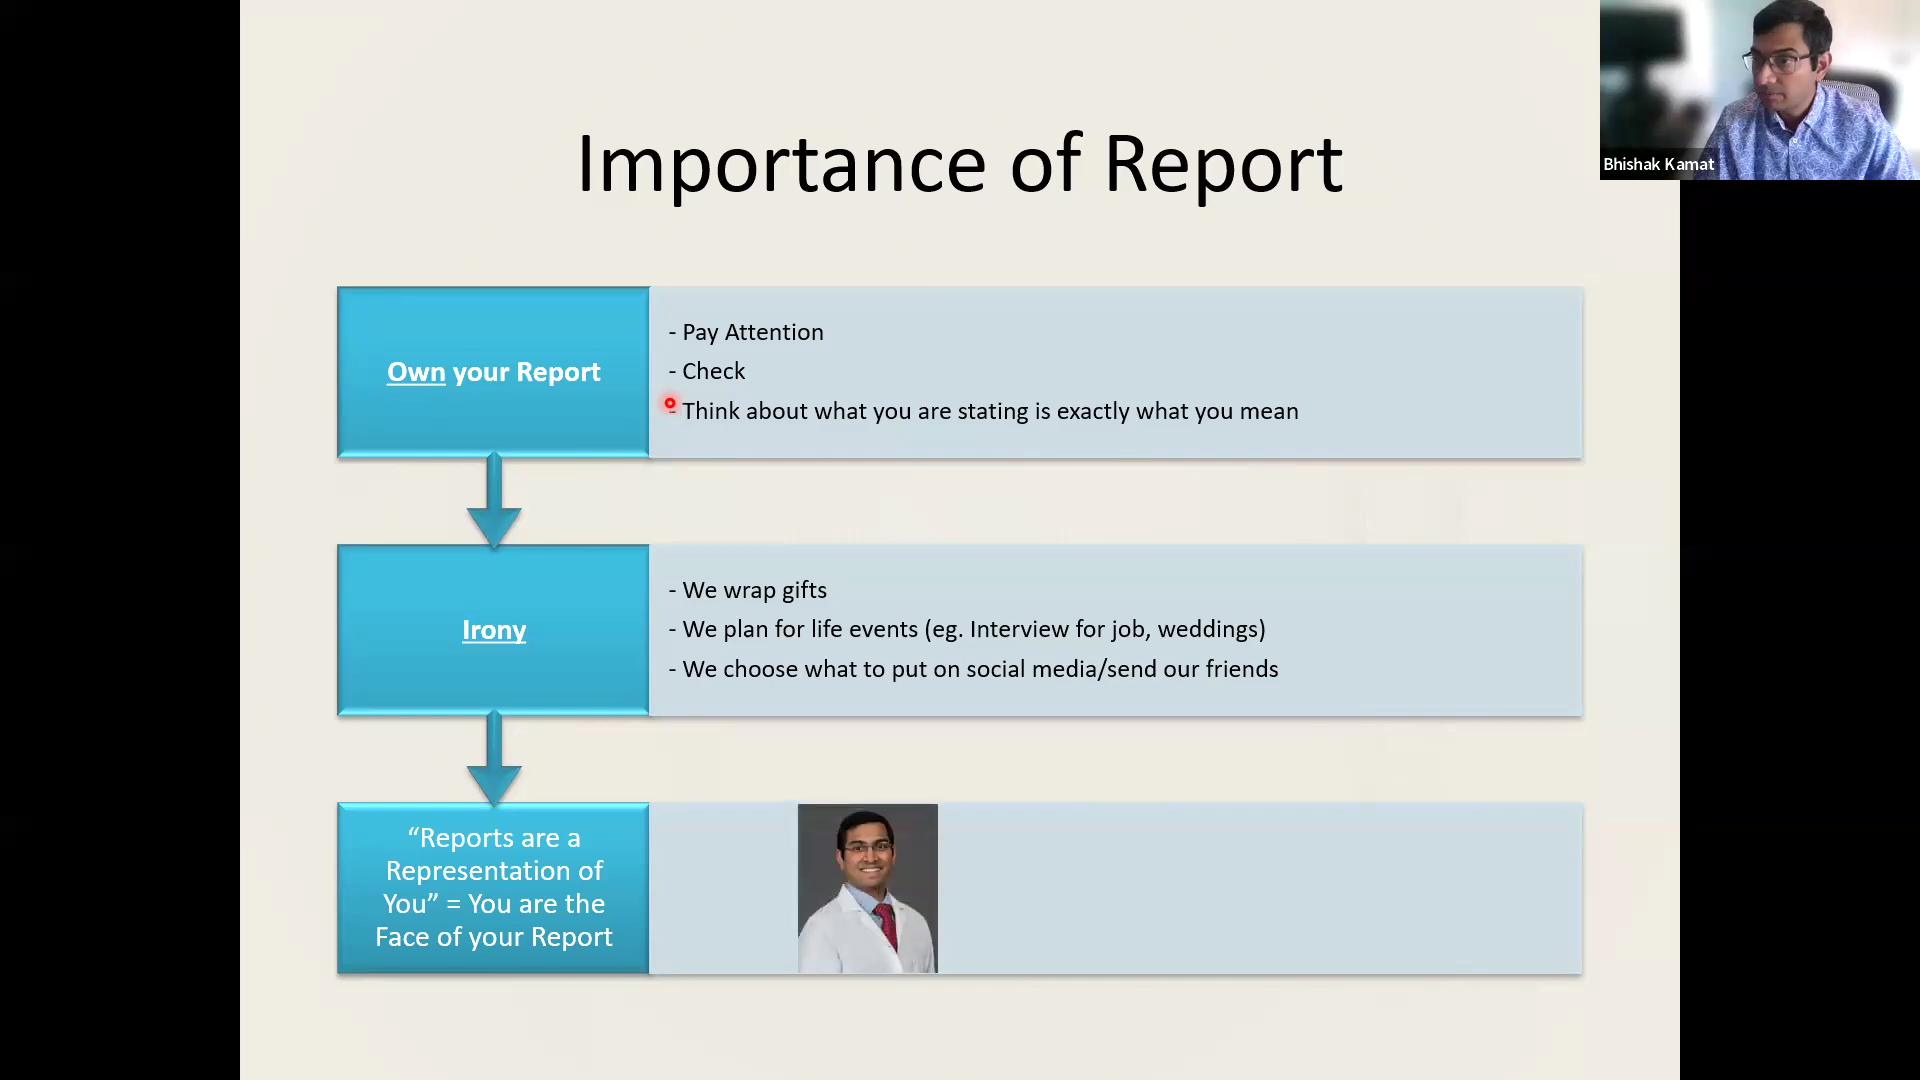 Importance of Report
Bhishak Kamat
Own your Report
- Pay Attention
- Check
- Think about what you are stating is exactly what you mean
Irony
- We wrap gifts
- We plan for life events (eg. Interview for job, weddings)
- We choose what to put on social media/send our friends
“Reports are a
Representation of
You” = You are the
Face of your Report